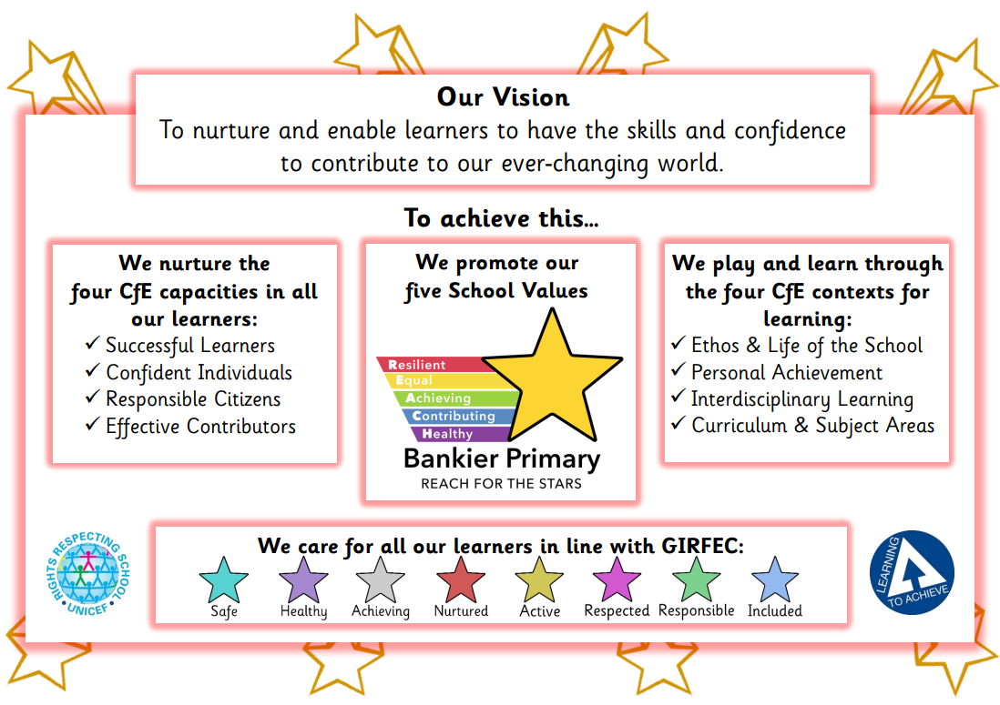 Our Vision
To nurture and enable learners to have the skills and confidence
to contribute to our ever-changing world.
To achieve this...
We nurture the
four CfE capacities in all
our learners:
✓ Successful Learners
✓ Confident Individuals
✓ Responsible Citizens
✓ Effective Contributors
We promote our
five School Values
Resilient
Equal
Achieving
Contributing
Healthy
Bankier Primary
REACH FOR THE STARS
We play and learn through
the four CfE contexts for
learning:
✓ Ethos & Life of the School
✓ Personal Achievement
✓ Interdisciplinary Learning
✓ Curriculum & Subject Areas
RIGHTS RESPECTING SCHOOL
• UNICEF •
We care for all our learners in line with GIRFEC:
Safe Healthy Achieving Nurtured Active Respected Responsible Included
LEARNING
TO ACHIEVE